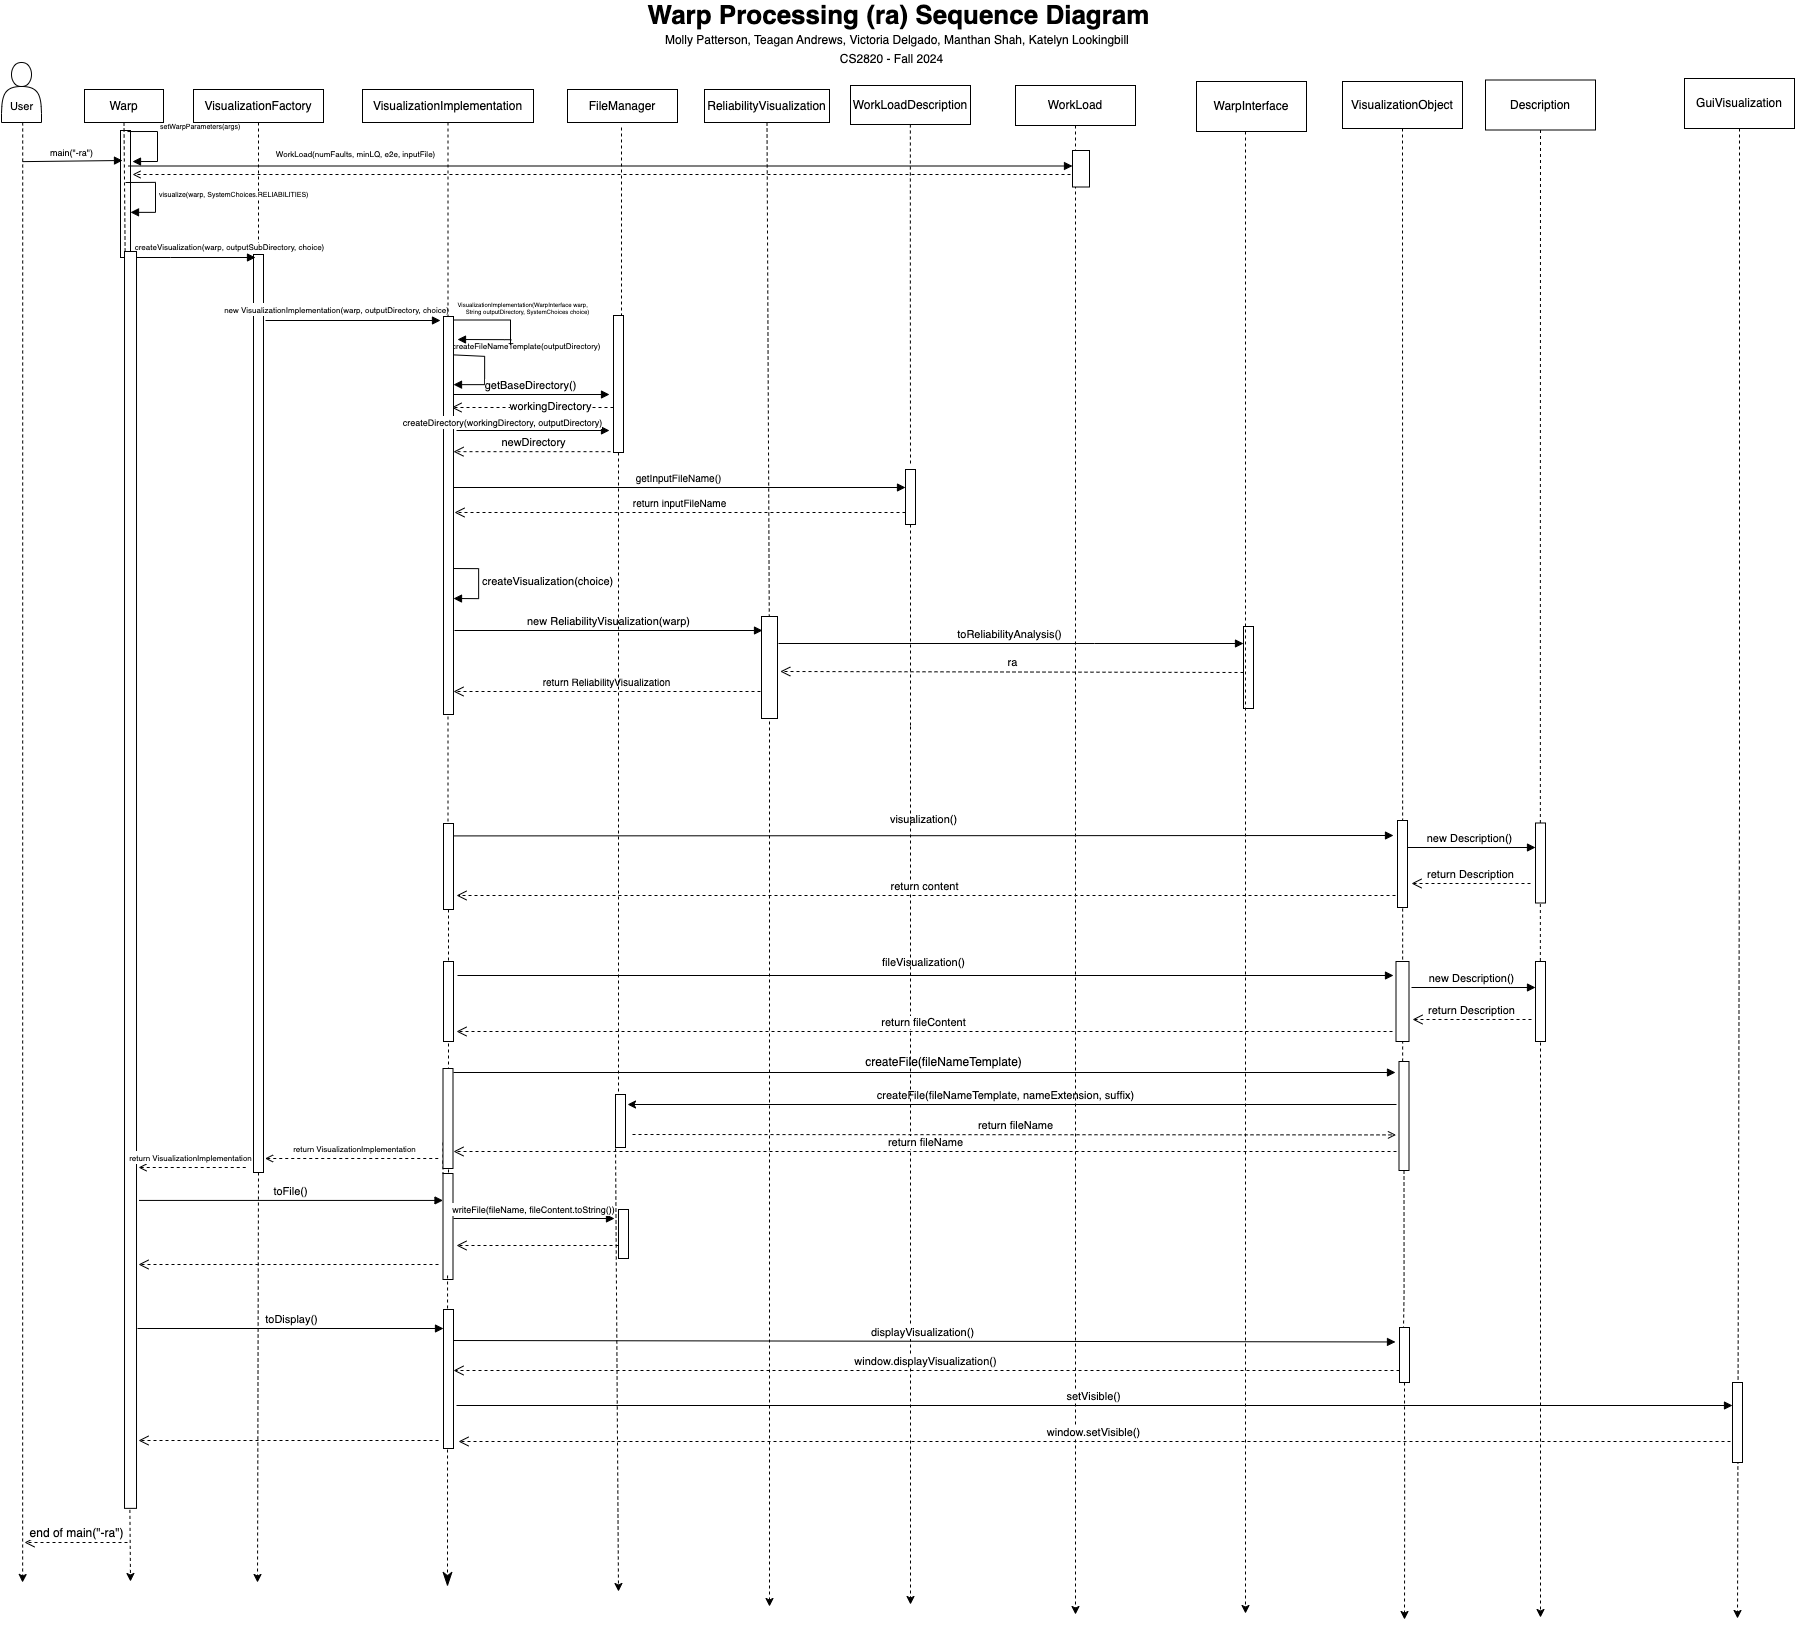 Warp Processing (ra) Sequence Diagram
Molly Patterson, Teagan Andrews, Victoria Delgado, Manthan Shah, Katelyn Lookingbill
CS2820 - Fall 2024
User
Warp
VisualizationFactory
VisualizationImplementation
FileManager
ReliabilityVisualization
WorkLoadDescription
WorkLoad
WarpInterface
VisualizationObject
Description
GuiVisualization
setWarpParameters(args)
main("-ra")
WorkLoad(numFaults, minLQ, e2e, inputFile)
visualize(warp, SystemChoices.RELIABILITIES)
createVisualization(warp, outputSubDirectory, choice)
new VisualizationImplementation(warp, outputDirectory, choice)
VisualizationImplementation(WarpInterface warp,
String outputDirectory, SystemChoices choice)
createFileNameTemplate(outputDirectory)
getBaseDirectory()
workingDirectory
createDirectory(workingDirectory, outputDirectory)
newDirectory
getInputFileName()
return inputFileName
createVisualization(choice)
new ReliabilityVisualization(warp)
toReliabilityAnalysis()
ra
return ReliabilityVisualization
visualization()
new Description()
return Description
return content
fileVisualization()
new Description()
return Description
return fileContent
createFile(fileNameTemplate)
createFile(fileNameTemplate, nameExtension, suffix)
return fileName
return fileName
return VisualizationImplementation
return VisualizationImplementation
toFile()
writeFile(fileName, fileContent.toString())
toDisplay()
displayVisualization()
window.displayVisualization()
setVisible()
window.setVisible()
end of main("-ra")